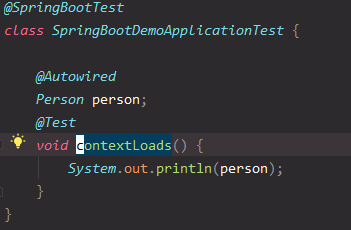 @SpringBootTest
class SpringBootDemoApplicationTest {
@Autowired
Person person;
@Test
void contextLoads() {
System.out.println(person);
}
}